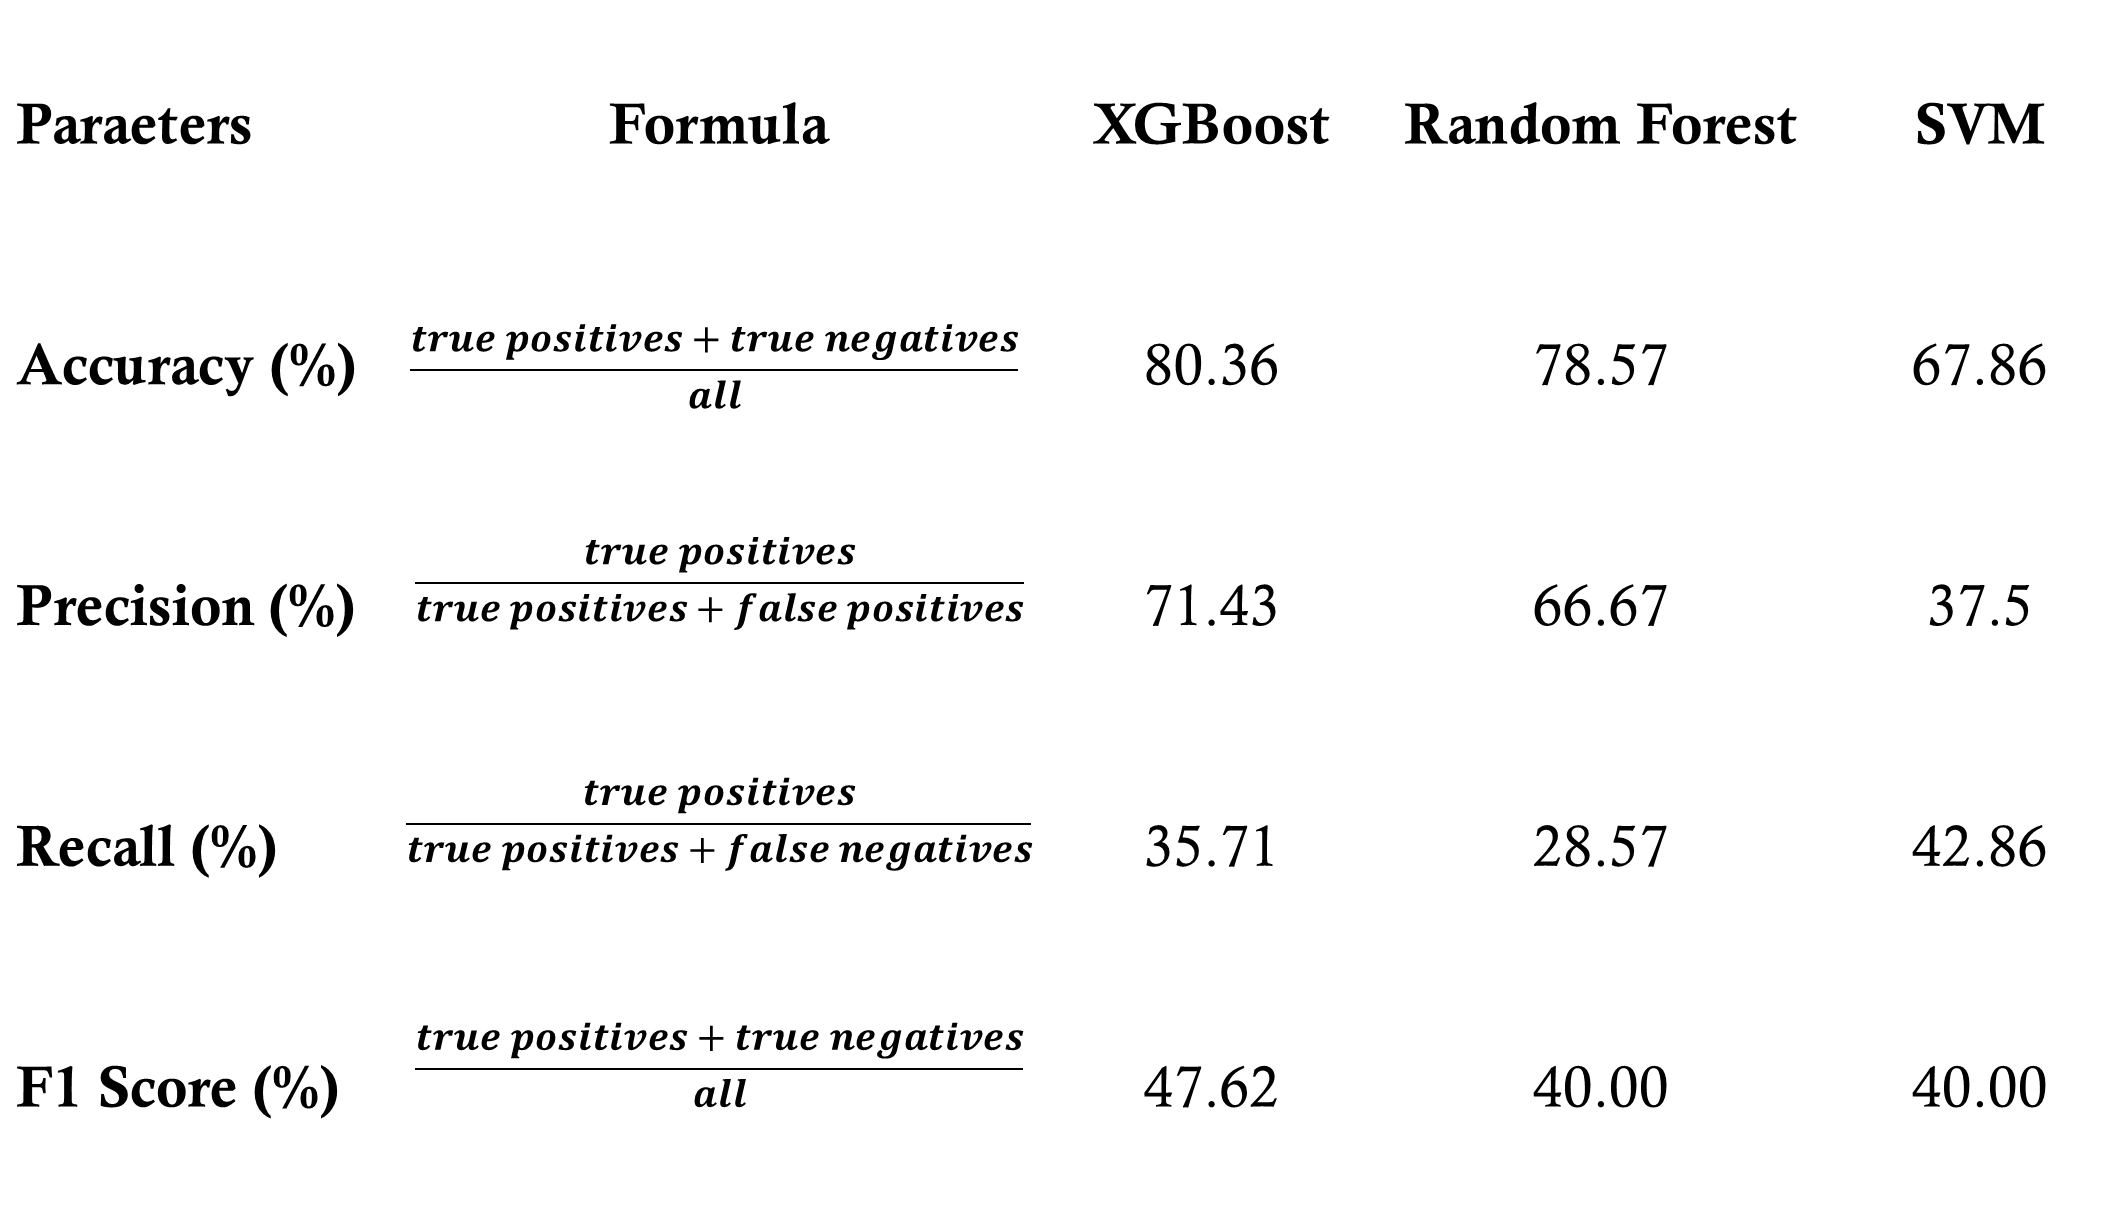 Paraeters Formula XGBoost Random Forest SVM
true positives + true negatives
Accuracy (%) 80.36 78.57 67.86
all
true positives
Precision (%) 71.43 66.67 37.5
true positives + false positives
true positives
Recall (%) 35.71 28.57 42.86
true positives + false negatives
true positives + true negatives
F1 Score (%) 47.62 40.00 40.00
all